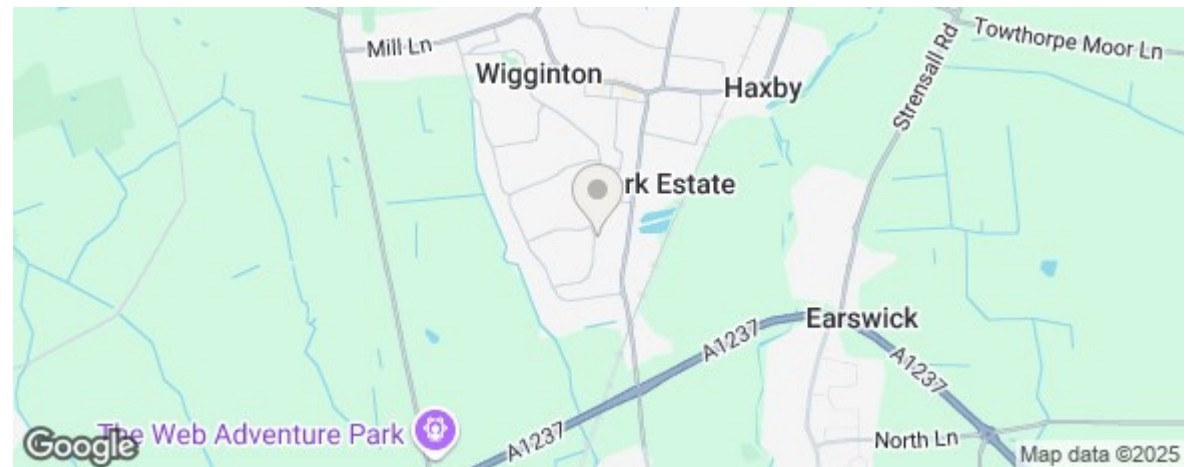 Towthorpe Moor Ln
Mill Ln
Wigginton
Haxby
Strensall Rd
rk Estate
Earswick
A1237
A1237
The Web Adventure Park
A1237
North Ln
Google
Map data ©2025